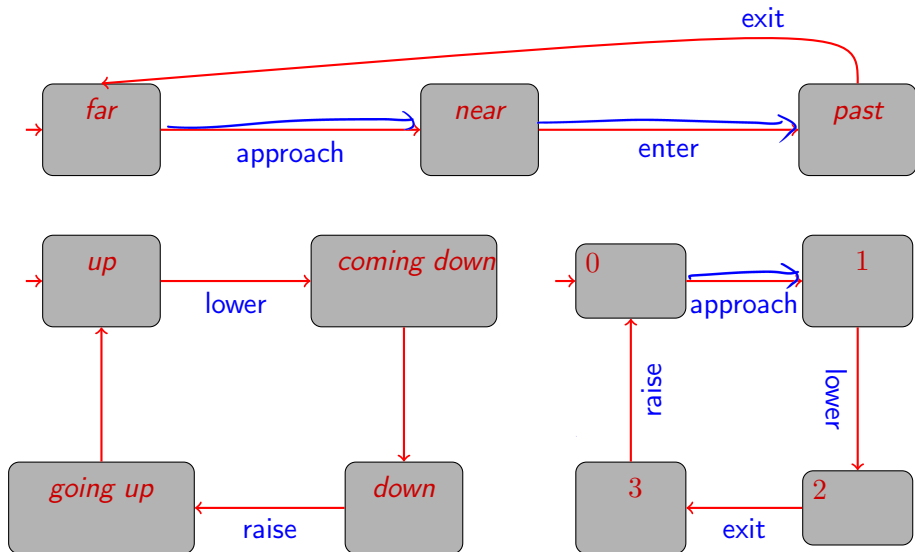 exit
far
near
past
approach
enter
up
coming down
lower
0
1
approach
raise
lower
going up
down
raise
3
2
exit